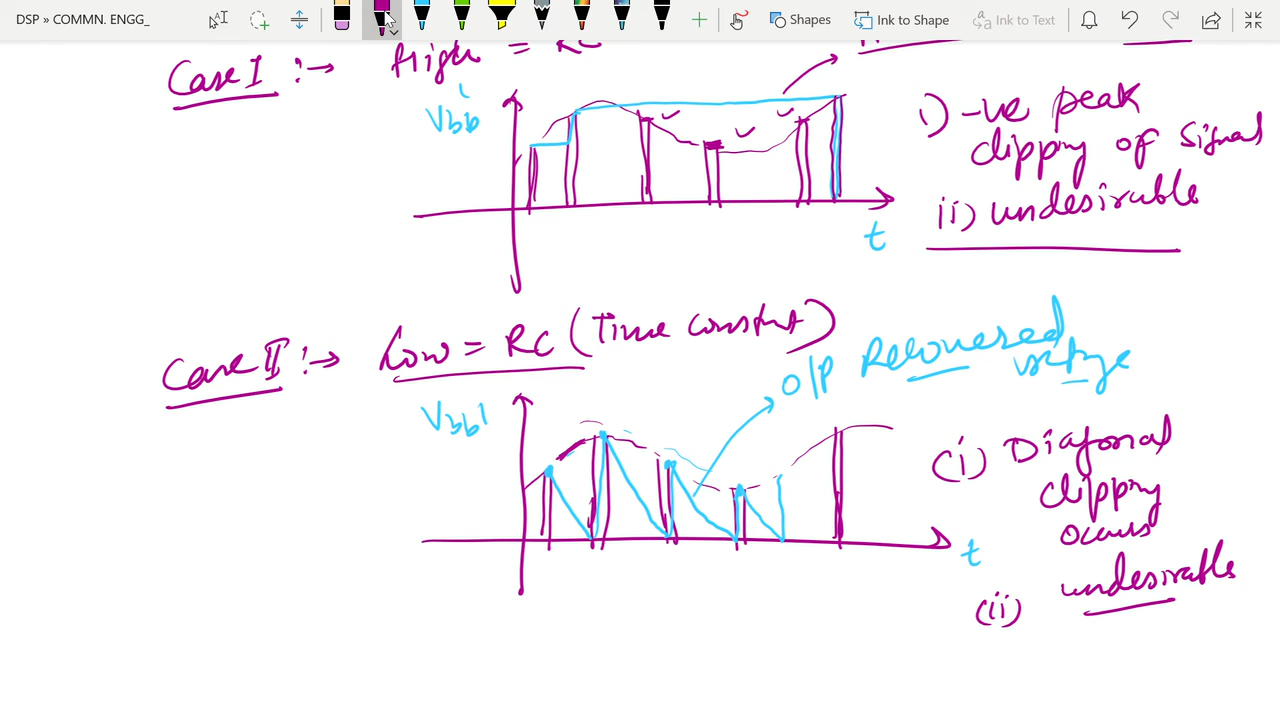 DSP » COMMN. ENGG_
Shapes
Ink to Shape
Ink to Text
Case I :→ High = RC
Vbb'
t
i) -ve peak
clipping of signal
ii) undesirable
Case II :→ Low = RC (Time constant)
O/P Recovered
Vbb'
t
(i) Diagonal
clipping
occurs
(ii) undesirable